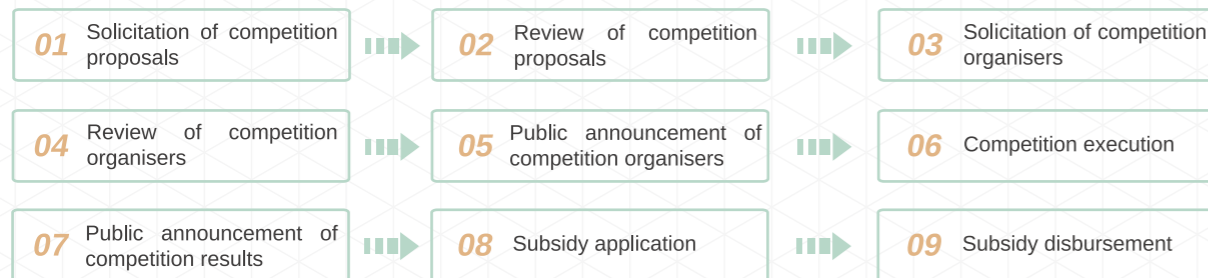 01 Solicitation of competition
proposals
02 Review of competition
proposals
03 Solicitation of competition
organisers
04 Review of competition
organisers
05 Public announcement of
competition organisers
06 Competition execution
07 Public announcement of
competition results
08 Subsidy application
09 Subsidy disbursement